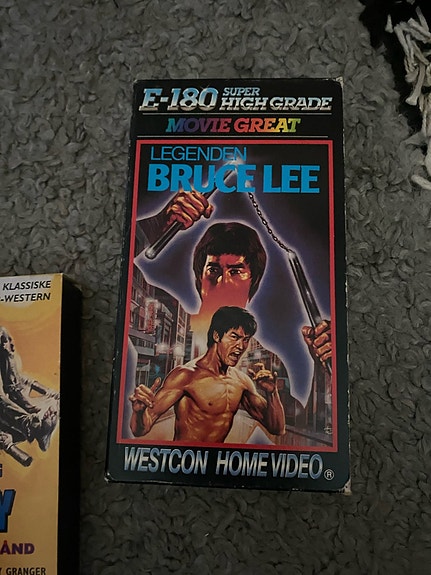 E-180 SUPER HIGH GRADE
MOVIE GREAT
LEGENDEN
BRUCE LEE
WESTCON HOME VIDEO ®
KLASSISKE
-WESTERN
G
Y
ÅND
GRANGER